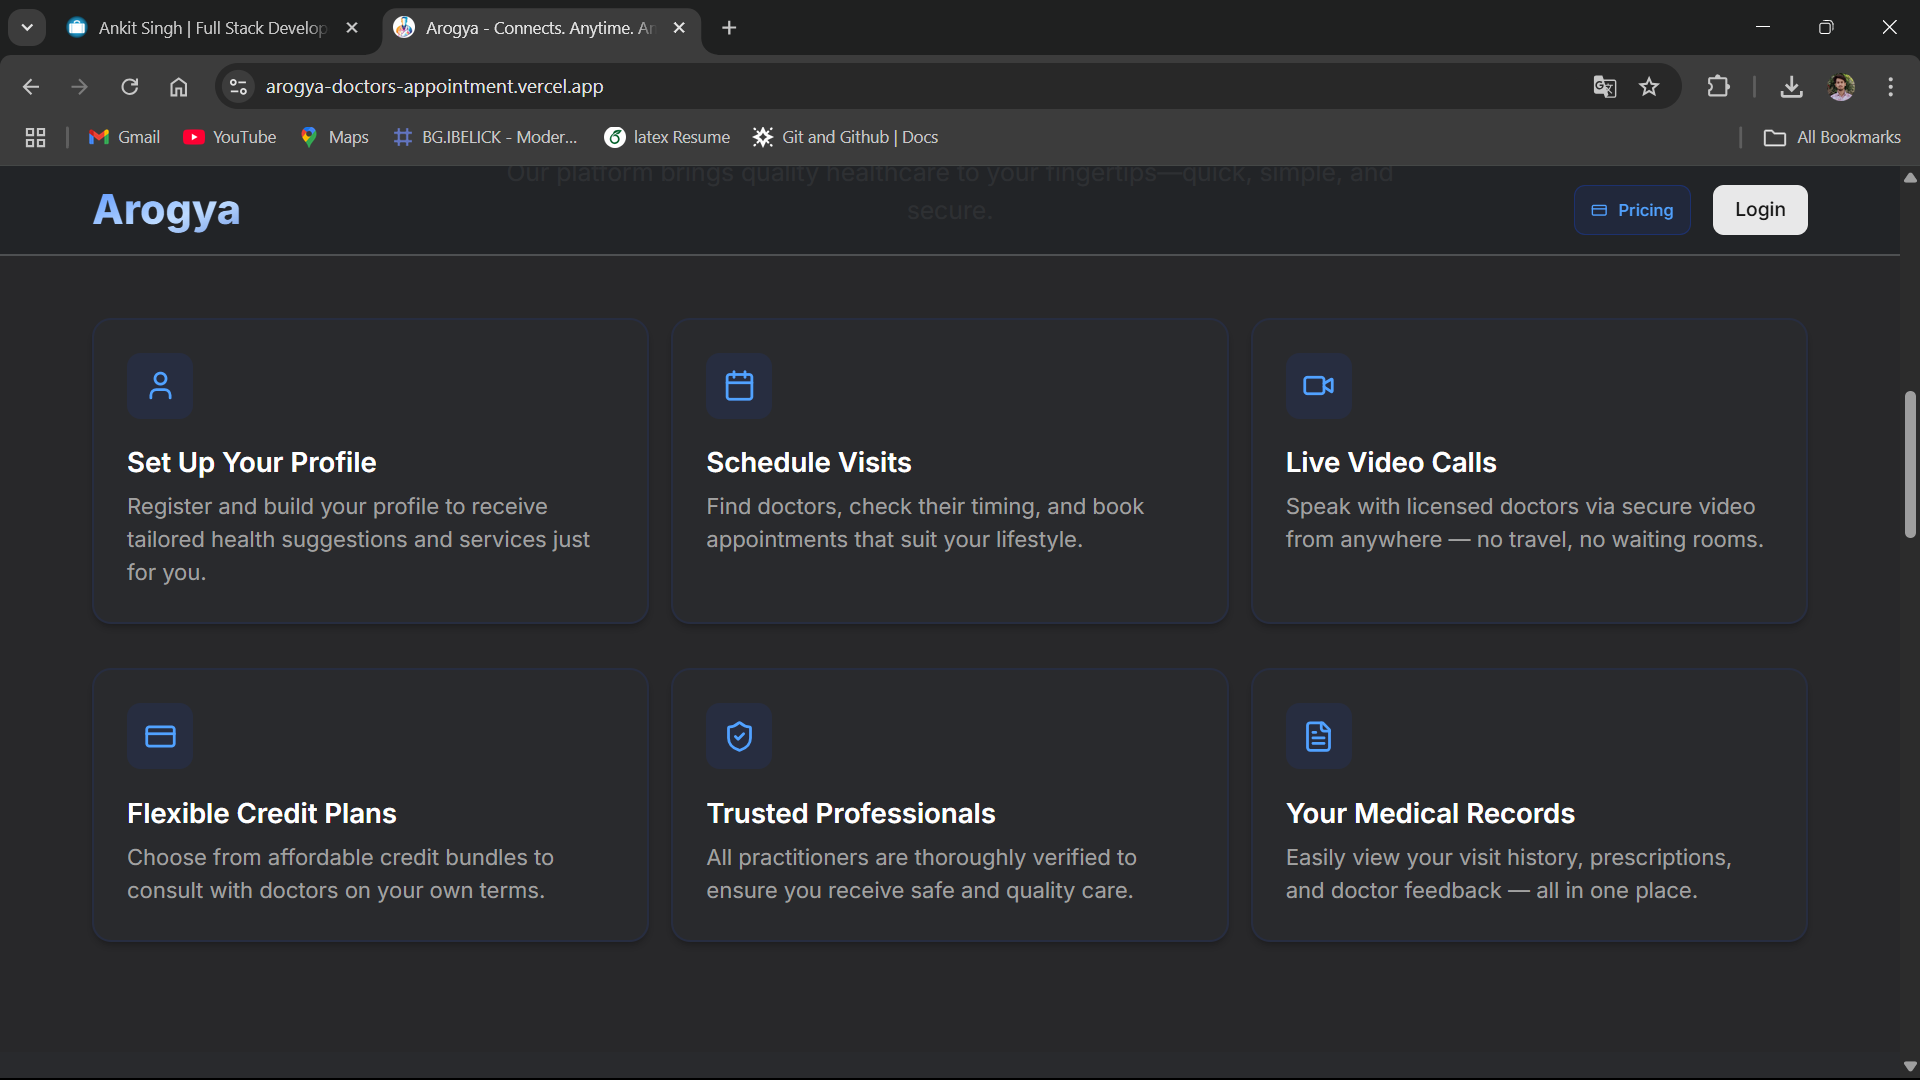 Ankit Singh | Full Stack Develop
Arogya - Connects. Anytime. An
arogya-doctors-appointment.vercel.app
Gmail
YouTube
Maps
BG.IBELICK - Moder...
latex Resume
Git and Github | Docs
All Bookmarks
Our platform brings quality healthcare to your fingertips—quick, simple, and
secure.
Arogya
Pricing
Login
Set Up Your Profile
Register and build your profile to receive
tailored health suggestions and services just
for you.
Schedule Visits
Find doctors, check their timing, and book
appointments that suit your lifestyle.
Live Video Calls
Speak with licensed doctors via secure video
from anywhere — no travel, no waiting rooms.
Flexible Credit Plans
Choose from affordable credit bundles to
consult with doctors on your own terms.
Trusted Professionals
All practitioners are thoroughly verified to
ensure you receive safe and quality care.
Your Medical Records
Easily view your visit history, prescriptions,
and doctor feedback — all in one place.